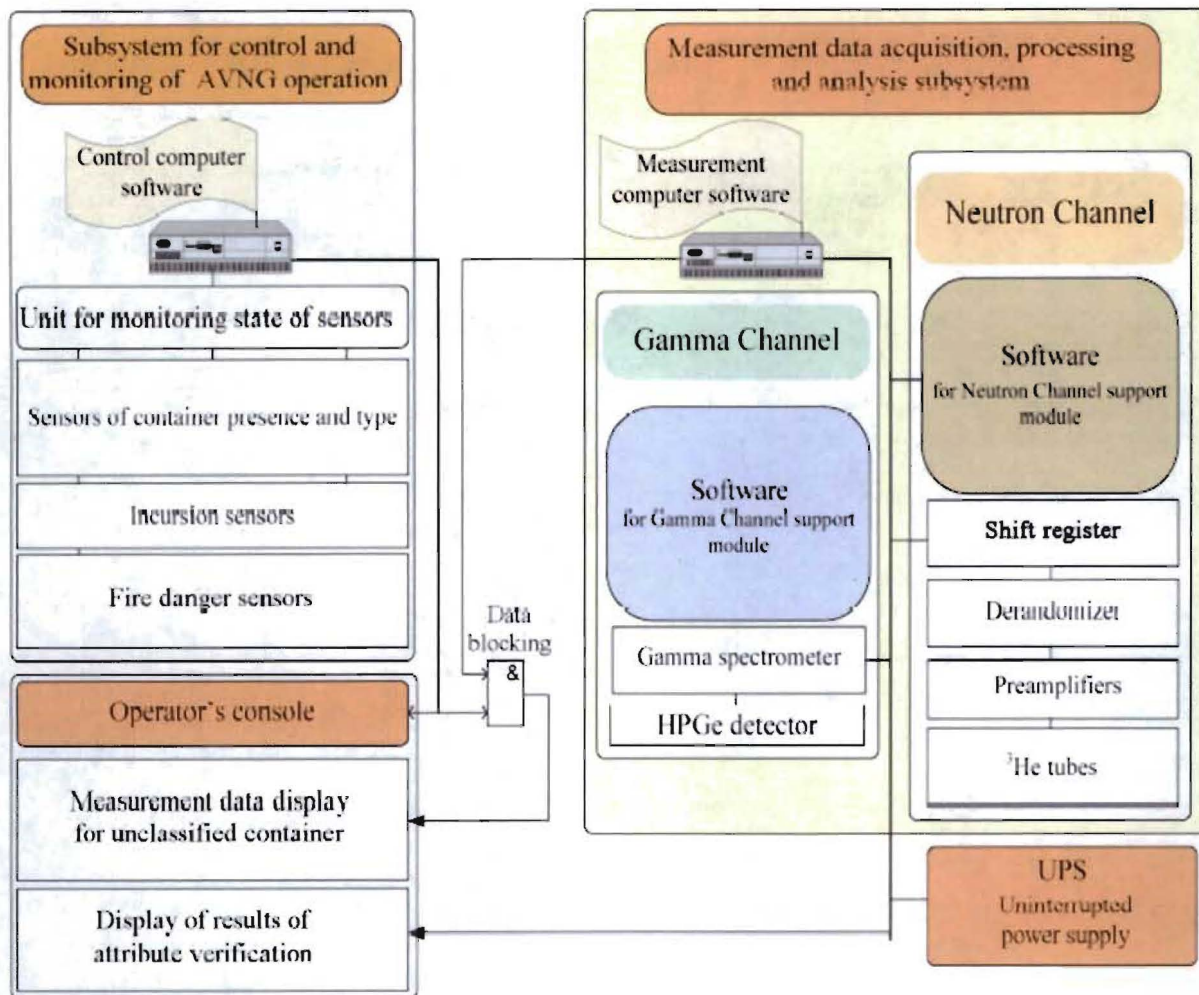 Subsystem for control and
monitoring of AVNG operation
Control computer
software
Unit for monitoring state of sensors
Sensors of container presence and type
Incursion sensors
Fire danger sensors
Operator's console
Measurement data display
for unclassified container
Display of results of
attribute verification
Data
blocking
&
Measurement data acquisition, processing
and analysis subsystem
Measurement
computer software
Gamma Channel
Software
for Gamma Channel support
module
Gamma spectrometer
HPGe detector
Neutron Channel
Software
for Neutron Channel support
module
Shift register
Derandomizer
Preamplifiers
³He tubes
UPS
Uninterrupted
power supply